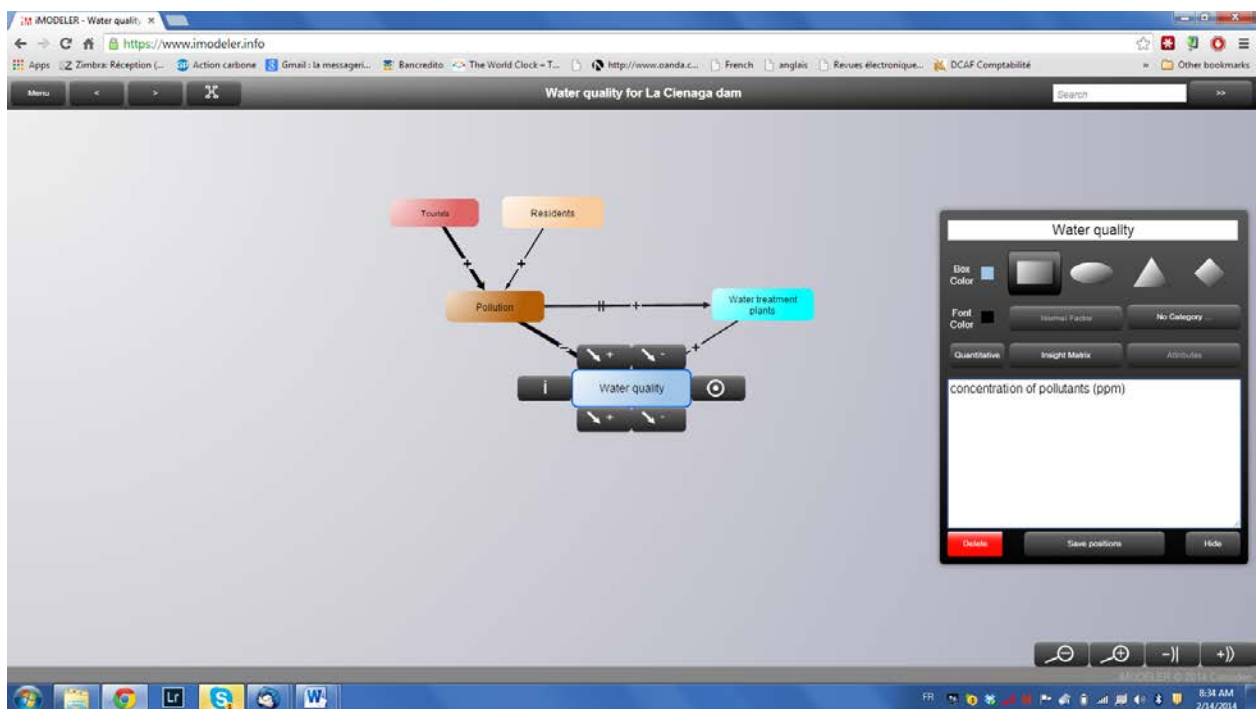 iMODELER - Water quality
https://www.imodeler.info
Apps Zimbra: Réception (... Action carbone Gmail : la messageri... Bancredito The World Clock – T... http://www.oanda.c... French anglais Revues électronique... DCAF Comptabilité » Other bookmarks
Menu < > Water quality for La Cienaga dam Search >>
Tourists Residents
+ +
Pollution || + Water treatment plants
- +
+ -
i Water quality
+ -
Water quality
Box Color
Font Color Normal Factor No Category ...
Quantitative Insight Matrix Attributes
concentration of pollutants (ppm)
Delete Save positions Hide
-)| +))
Lr S W
FR 8:34 AM
2/14/2014